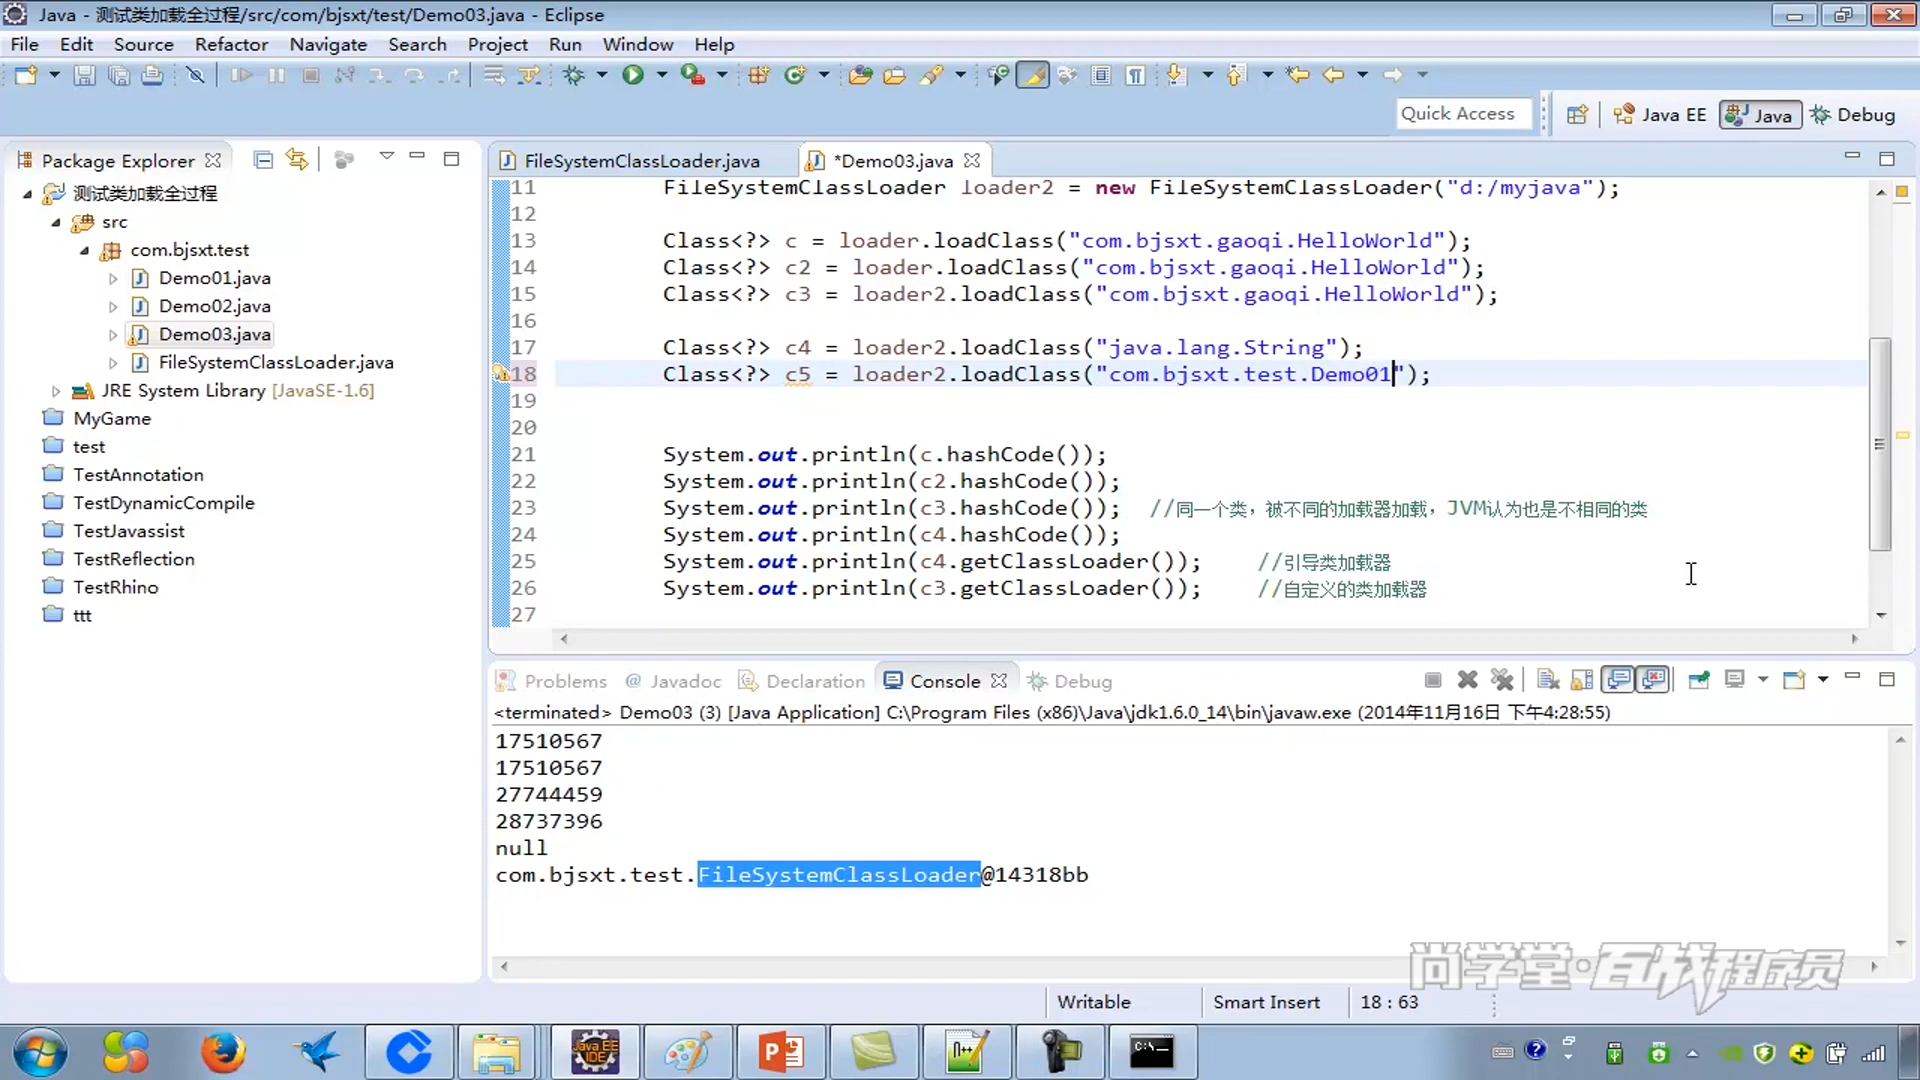 Java - 测试类加载全过程/src/com/bjsxt/test/Demo03.java - Eclipse
File Edit Source Refactor Navigate Search Project Run Window Help
Quick Access Java EE Java Debug
Package Explorer
测试类加载全过程
src
com.bjsxt.test
Demo01.java
Demo02.java
Demo03.java
FileSystemClassLoader.java
JRE System Library [JavaSE-1.6]
MyGame
test
TestAnnotation
TestDynamicCompile
TestJavassist
TestReflection
TestRhino
ttt
FileSystemClassLoader.java *Demo03.java
11 FileSystemClassLoader loader2 = new FileSystemClassLoader("d:/myjava");
12
13 Class<?> c = loader.loadClass("com.bjsxt.gaoqi.HelloWorld");
14 Class<?> c2 = loader.loadClass("com.bjsxt.gaoqi.HelloWorld");
15 Class<?> c3 = loader2.loadClass("com.bjsxt.gaoqi.HelloWorld");
16
17 Class<?> c4 = loader2.loadClass("java.lang.String");
18 Class<?> c5 = loader2.loadClass("com.bjsxt.test.Demo01");
19
20
21 System.out.println(c.hashCode());
22 System.out.println(c2.hashCode());
23 System.out.println(c3.hashCode()); //同一个类，被不同的加载器加载，JVM认为也是不相同的类
24 System.out.println(c4.hashCode());
25 System.out.println(c4.getClassLoader()); //引导类加载器
26 System.out.println(c3.getClassLoader()); //自定义的类加载器
27
Problems @ Javadoc Declaration Console Debug
<terminated> Demo03 (3) [Java Application] C:\Program Files (x86)\Java\jdk1.6.0_14\bin\javaw.exe (2014年11月16日 下午4:28:55)
17510567
17510567
27744459
28737396
null
com.bjsxt.test.FileSystemClassLoader@14318bb
尚学堂·百战程序员
Writable Smart Insert 18 : 63
Java EE
IDE